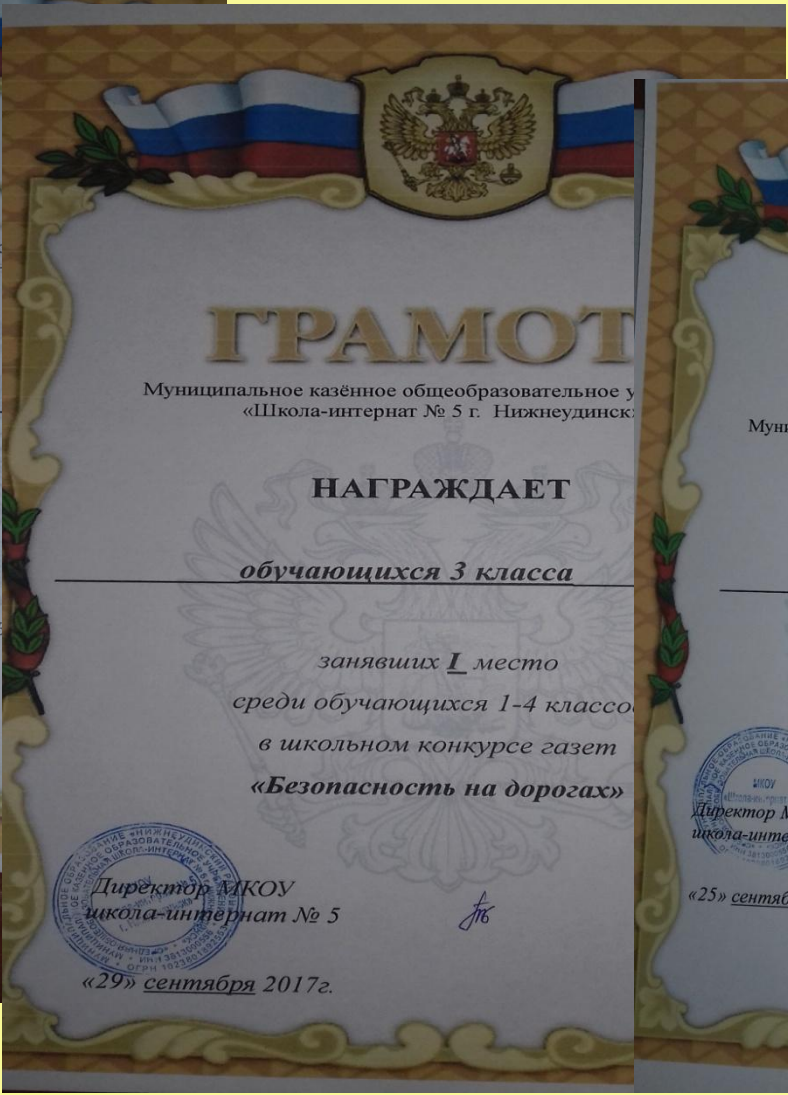 ГРАМОТ
Муниципальное казённое общеобразовательное у
«Школа-интернат № 5 г. Нижнеудинск
НАГРАЖДАЕТ
обучающихся 3 класса
занявших I место
среди обучающихся 1-4 классо
в школьном конкурсе газет
«Безопасность на дорогах»
Директор МКОУ
школа-интернат № 5
«29» сентября 2017г.
Муни
МКОУ
Директор М
школа-инте
«25» сентяб